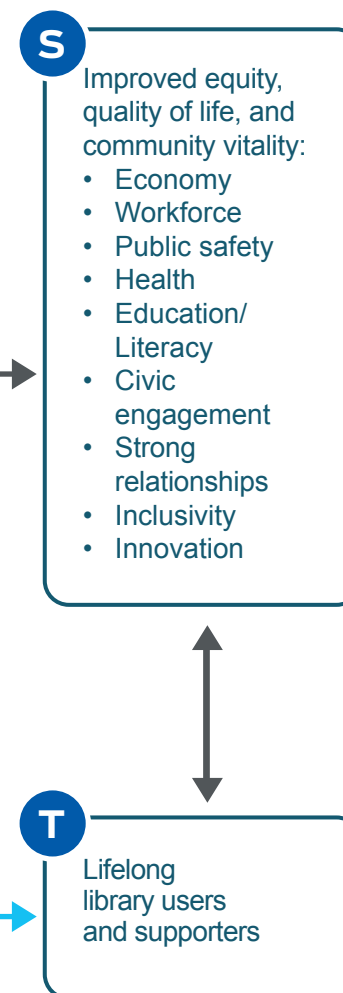 S
Improved equity,
quality of life, and
community vitality:
• Economy
• Workforce
• Public safety
• Health
• Education/
Literacy
• Civic
engagement
• Strong
relationships
• Inclusivity
• Innovation
T
Lifelong
library users
and supporters